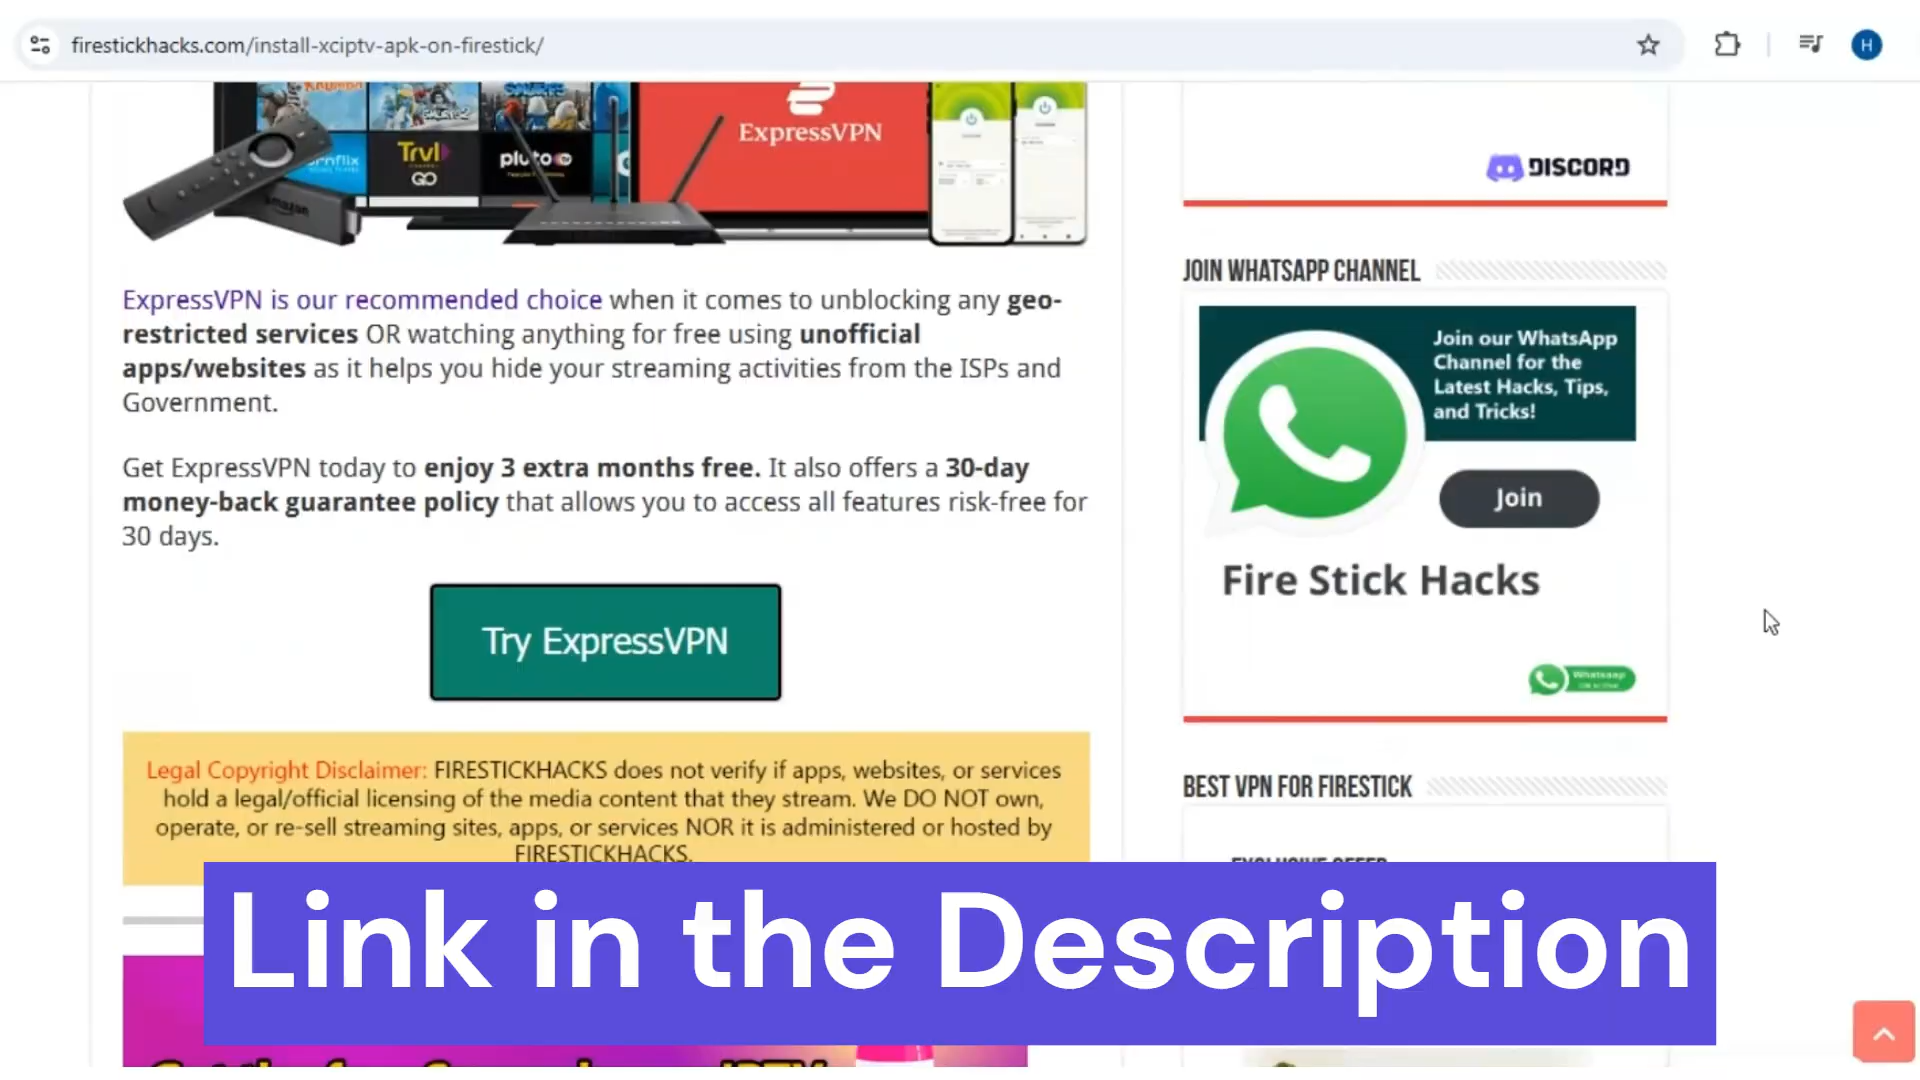 firestickhacks.com/install-xciptv-apk-on-firestick/
H
ExpressVPN
Trvl
GO
pluto tv
amazon
DISCORD
ExpressVPN is our recommended choice when it comes to unblocking any geo-
restricted services OR watching anything for free using unofficial
apps/websites as it helps you hide your streaming activities from the ISPs and
Government.
Get ExpressVPN today to enjoy 3 extra months free. It also offers a 30-day
money-back guarantee policy that allows you to access all features risk-free for
30 days.
Try ExpressVPN
Legal Copyright Disclaimer: FIRESTICKHACKS does not verify if apps, websites, or services
hold a legal/official licensing of the media content that they stream. We DO NOT own,
operate, or re-sell streaming sites, apps, or services NOR it is administered or hosted by
FIRESTICKHACKS.
JOIN WHATSAPP CHANNEL
Join our WhatsApp
Channel for the
Latest Hacks, Tips,
and Tricks!
Join
Fire Stick Hacks
Whatsapp
BEST VPN FOR FIRESTICK
EXCLUSIVE OFFER
Link in the Description